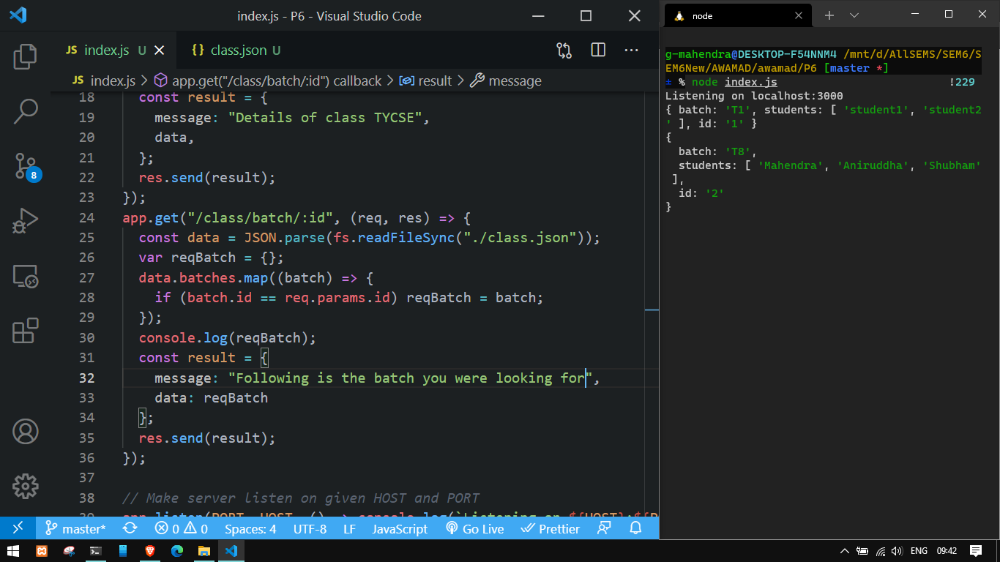 index.js - P6 - Visual Studio Code
JS index.js U
{} class.json U
JS index.js > app.get("/class/batch/:id") callback > result > message
18 const result = {
19 message: "Details of class TYCSE",
20 data,
21 };
22 res.send(result);
23 });
24 app.get("/class/batch/:id", (req, res) => {
25 const data = JSON.parse(fs.readFileSync("./class.json"));
26 var reqBatch = {};
27 data.batches.map((batch) => {
28 if (batch.id == req.params.id) reqBatch = batch;
29 });
30 console.log(reqBatch);
31 const result = {
32 message: "Following is the batch you were looking for",
33 data: reqBatch
34 };
35 res.send(result);
36 });
37
38 // Make server listen on given HOST and PORT
8
master*
0 0
Spaces: 4
UTF-8
LF
JavaScript
Go Live
Prettier
node
g-mahendra@DESKTOP-F54NNM4 /mnt/d/AllSEMS/SEM6/S
EM6New/AWAMAD/awamad/P6 [master *]
± % node index.js !229
Listening on localhost:3000
{ batch: 'T1', students: [ 'student1', 'student2
' ], id: '1' }
{
batch: 'T8',
students: [ 'Mahendra', 'Aniruddha', 'Shubham'
],
id: '2'
}
ENG
09:42